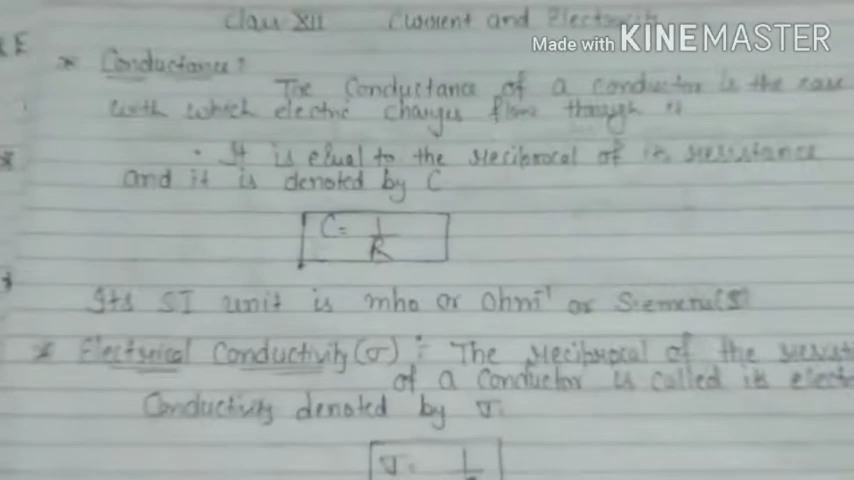 Class XII Current and Electricity
Made with KINEMASTER
* Conductance:
The Conductance of a conductor is the ease
with which electric charges flow through it
• It is equal to the reciprocal of its resistance
and it is denoted by C
C = 1/R
Its SI unit is mho or Ohm⁻¹ or Siemens(S)
* Electrical Conductivity (σ) : The reciprocal of the
of a conductor is called its
Conductivity denoted by σ.
σ = 1